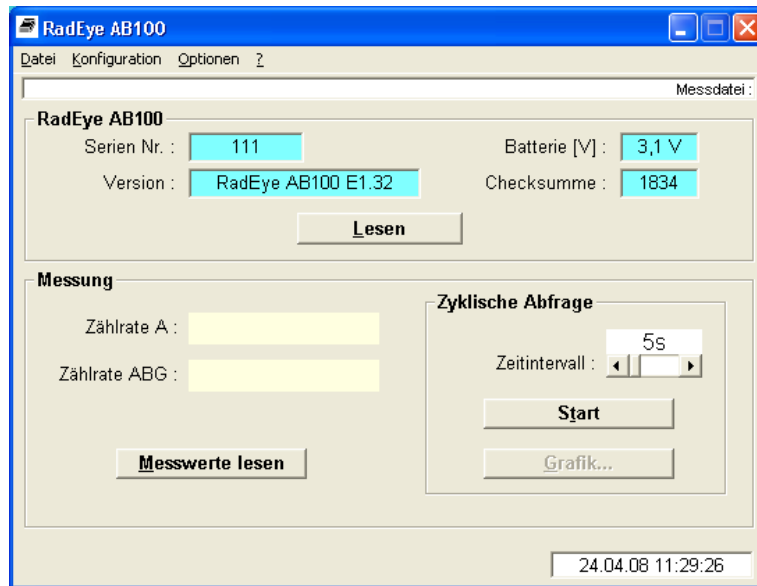 RadEye AB100
Datei Konfiguration Optionen ?
Messdatei :
RadEye AB100
Serien Nr. : 111 Batterie [V] : 3,1 V
Version : RadEye AB100 E1.32 Checksumme : 1834
Lesen
Messung
Zyklische Abfrage
Zählrate A :
5s
Zählrate ABG : Zeitintervall :
Start
Messwerte lesen Grafik...
24.04.08 11:29:26